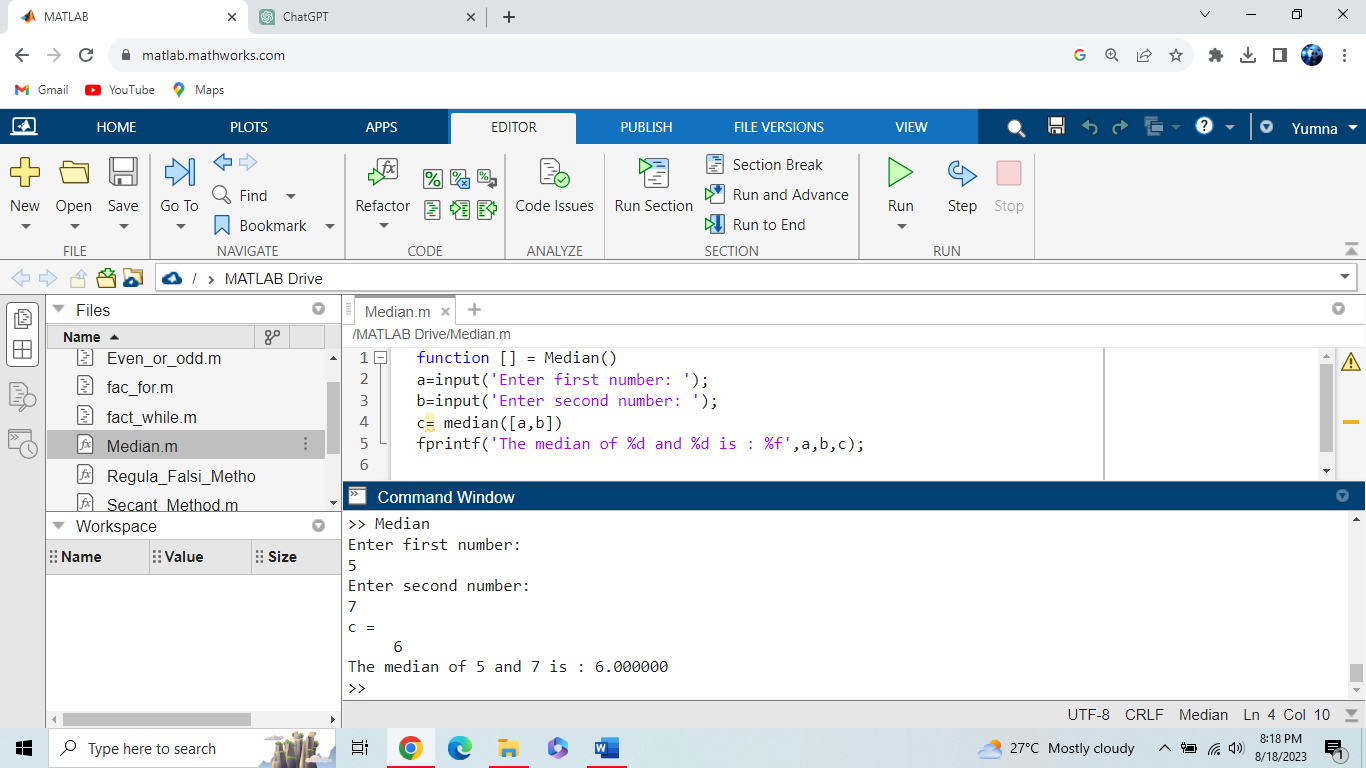 MATLAB
ChatGPT
matlab.mathworks.com
Gmail YouTube Maps
HOME PLOTS APPS EDITOR PUBLISH FILE VERSIONS VIEW Yumna
New Open Save Go To Find Bookmark Refactor Code Issues Run Section Section Break Run and Advance Run to End Run Step Stop
FILE NAVIGATE CODE ANALYZE SECTION RUN
/ > MATLAB Drive
Files
Name
Even_or_odd.m
fac_for.m
fact_while.m
Median.m
Regula_Falsi_Metho
Secant_Method.m
Workspace
Name Value Size
Median.m
/MATLAB Drive/Median.m
1 function [] = Median()
2 a=input('Enter first number: ');
3 b=input('Enter second number: ');
4 c= median([a,b])
5 fprintf('The median of %d and %d is : %f',a,b,c);
6
Command Window
>> Median
Enter first number:
5
Enter second number:
7
c =
6
The median of 5 and 7 is : 6.000000
>>
UTF-8 CRLF Median Ln 4 Col 10
Type here to search
27°C Mostly cloudy
8:18 PM
8/18/2023
1